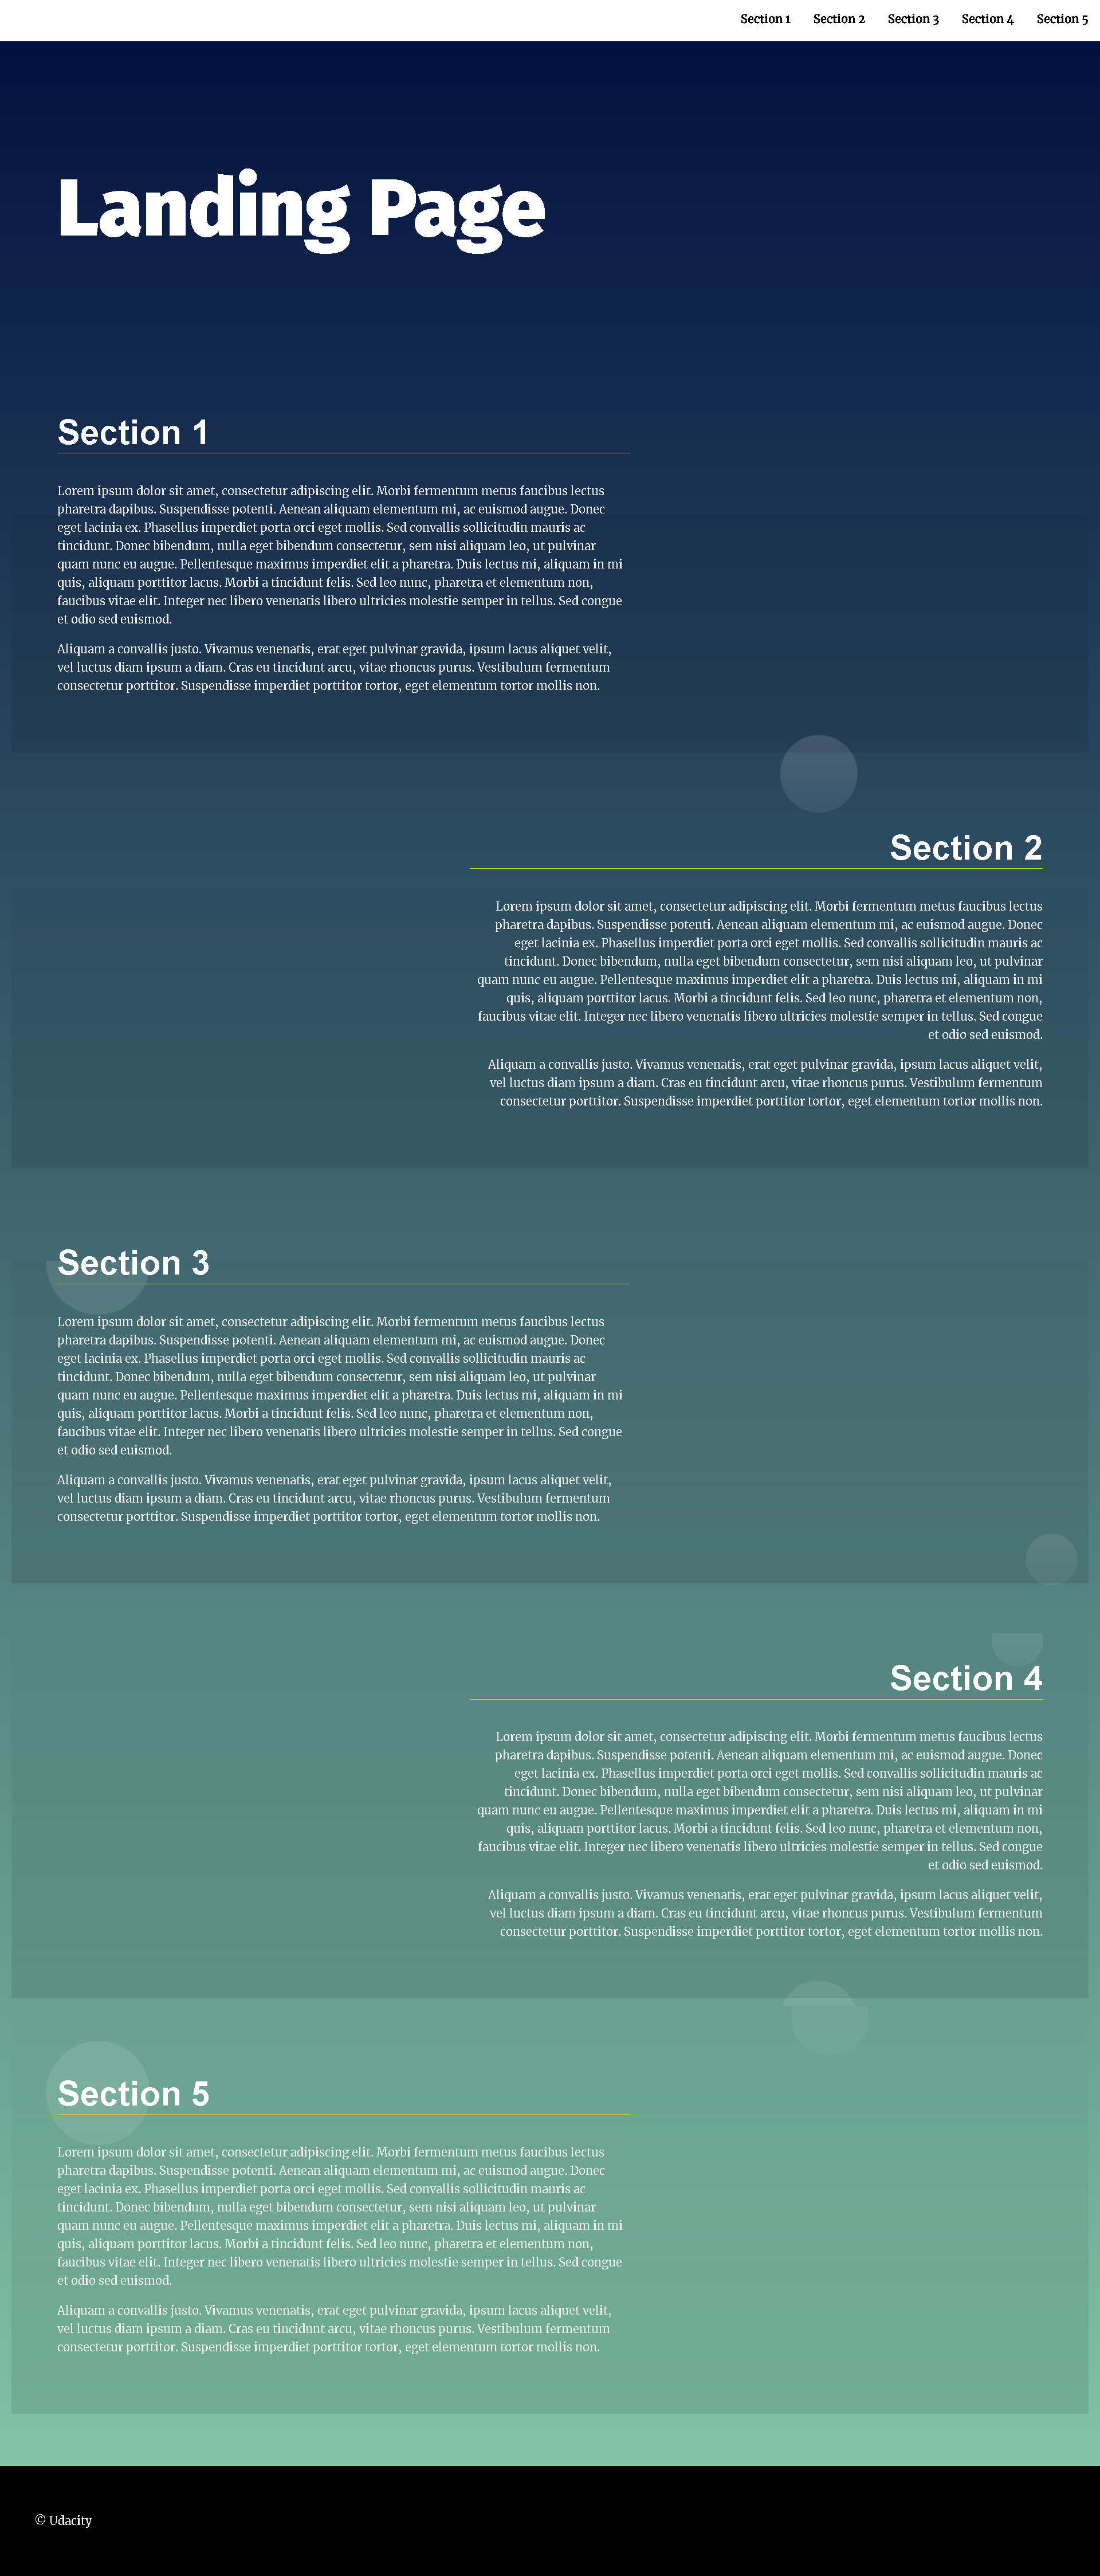 Section 1 Section 2 Section 3 Section 4 Section 5
Landing Page
Section 1
Lorem ipsum dolor sit amet, consectetur adipiscing elit. Morbi fermentum metus faucibus lectus
pharetra dapibus. Suspendisse potenti. Aenean aliquam elementum mi, ac euismod augue. Donec
eget lacinia ex. Phasellus imperdiet porta orci eget mollis. Sed convallis sollicitudin mauris ac
tincidunt. Donec bibendum, nulla eget bibendum consectetur, sem nisi aliquam leo, ut pulvinar
quam nunc eu augue. Pellentesque maximus imperdiet elit a pharetra. Duis lectus mi, aliquam in mi
quis, aliquam porttitor lacus. Morbi a tincidunt felis. Sed leo nunc, pharetra et elementum non,
faucibus vitae elit. Integer nec libero venenatis libero ultricies molestie semper in tellus. Sed congue
et odio sed euismod.
Aliquam a convallis justo. Vivamus venenatis, erat eget pulvinar gravida, ipsum lacus aliquet velit,
vel luctus diam ipsum a diam. Cras eu tincidunt arcu, vitae rhoncus purus. Vestibulum fermentum
consectetur porttitor. Suspendisse imperdiet porttitor tortor, eget elementum tortor mollis non.
Section 2
Lorem ipsum dolor sit amet, consectetur adipiscing elit. Morbi fermentum metus faucibus lectus
pharetra dapibus. Suspendisse potenti. Aenean aliquam elementum mi, ac euismod augue. Donec
eget lacinia ex. Phasellus imperdiet porta orci eget mollis. Sed convallis sollicitudin mauris ac
tincidunt. Donec bibendum, nulla eget bibendum consectetur, sem nisi aliquam leo, ut pulvinar
quam nunc eu augue. Pellentesque maximus imperdiet elit a pharetra. Duis lectus mi, aliquam in mi
quis, aliquam porttitor lacus. Morbi a tincidunt felis. Sed leo nunc, pharetra et elementum non,
faucibus vitae elit. Integer nec libero venenatis libero ultricies molestie semper in tellus. Sed congue
et odio sed euismod.
Aliquam a convallis justo. Vivamus venenatis, erat eget pulvinar gravida, ipsum lacus aliquet velit,
vel luctus diam ipsum a diam. Cras eu tincidunt arcu, vitae rhoncus purus. Vestibulum fermentum
consectetur porttitor. Suspendisse imperdiet porttitor tortor, eget elementum tortor mollis non.
Section 3
Lorem ipsum dolor sit amet, consectetur adipiscing elit. Morbi fermentum metus faucibus lectus
pharetra dapibus. Suspendisse potenti. Aenean aliquam elementum mi, ac euismod augue. Donec
eget lacinia ex. Phasellus imperdiet porta orci eget mollis. Sed convallis sollicitudin mauris ac
tincidunt. Donec bibendum, nulla eget bibendum consectetur, sem nisi aliquam leo, ut pulvinar
quam nunc eu augue. Pellentesque maximus imperdiet elit a pharetra. Duis lectus mi, aliquam in mi
quis, aliquam porttitor lacus. Morbi a tincidunt felis. Sed leo nunc, pharetra et elementum non,
faucibus vitae elit. Integer nec libero venenatis libero ultricies molestie semper in tellus. Sed congue
et odio sed euismod.
Aliquam a convallis justo. Vivamus venenatis, erat eget pulvinar gravida, ipsum lacus aliquet velit,
vel luctus diam ipsum a diam. Cras eu tincidunt arcu, vitae rhoncus purus. Vestibulum fermentum
consectetur porttitor. Suspendisse imperdiet porttitor tortor, eget elementum tortor mollis non.
Section 4
Lorem ipsum dolor sit amet, consectetur adipiscing elit. Morbi fermentum metus faucibus lectus
pharetra dapibus. Suspendisse potenti. Aenean aliquam elementum mi, ac euismod augue. Donec
eget lacinia ex. Phasellus imperdiet porta orci eget mollis. Sed convallis sollicitudin mauris ac
tincidunt. Donec bibendum, nulla eget bibendum consectetur, sem nisi aliquam leo, ut pulvinar
quam nunc eu augue. Pellentesque maximus imperdiet elit a pharetra. Duis lectus mi, aliquam in mi
quis, aliquam porttitor lacus. Morbi a tincidunt felis. Sed leo nunc, pharetra et elementum non,
faucibus vitae elit. Integer nec libero venenatis libero ultricies molestie semper in tellus. Sed congue
et odio sed euismod.
Aliquam a convallis justo. Vivamus venenatis, erat eget pulvinar gravida, ipsum lacus aliquet velit,
vel luctus diam ipsum a diam. Cras eu tincidunt arcu, vitae rhoncus purus. Vestibulum fermentum
consectetur porttitor. Suspendisse imperdiet porttitor tortor, eget elementum tortor mollis non.
Section 5
Lorem ipsum dolor sit amet, consectetur adipiscing elit. Morbi fermentum metus faucibus lectus
pharetra dapibus. Suspendisse potenti. Aenean aliquam elementum mi, ac euismod augue. Donec
eget lacinia ex. Phasellus imperdiet porta orci eget mollis. Sed convallis sollicitudin mauris ac
tincidunt. Donec bibendum, nulla eget bibendum consectetur, sem nisi aliquam leo, ut pulvinar
quam nunc eu augue. Pellentesque maximus imperdiet elit a pharetra. Duis lectus mi, aliquam in mi
quis, aliquam porttitor lacus. Morbi a tincidunt felis. Sed leo nunc, pharetra et elementum non,
faucibus vitae elit. Integer nec libero venenatis libero ultricies molestie semper in tellus. Sed congue
et odio sed euismod.
Aliquam a convallis justo. Vivamus venenatis, erat eget pulvinar gravida, ipsum lacus aliquet velit,
vel luctus diam ipsum a diam. Cras eu tincidunt arcu, vitae rhoncus purus. Vestibulum fermentum
consectetur porttitor. Suspendisse imperdiet porttitor tortor, eget elementum tortor mollis non.
© Udacity